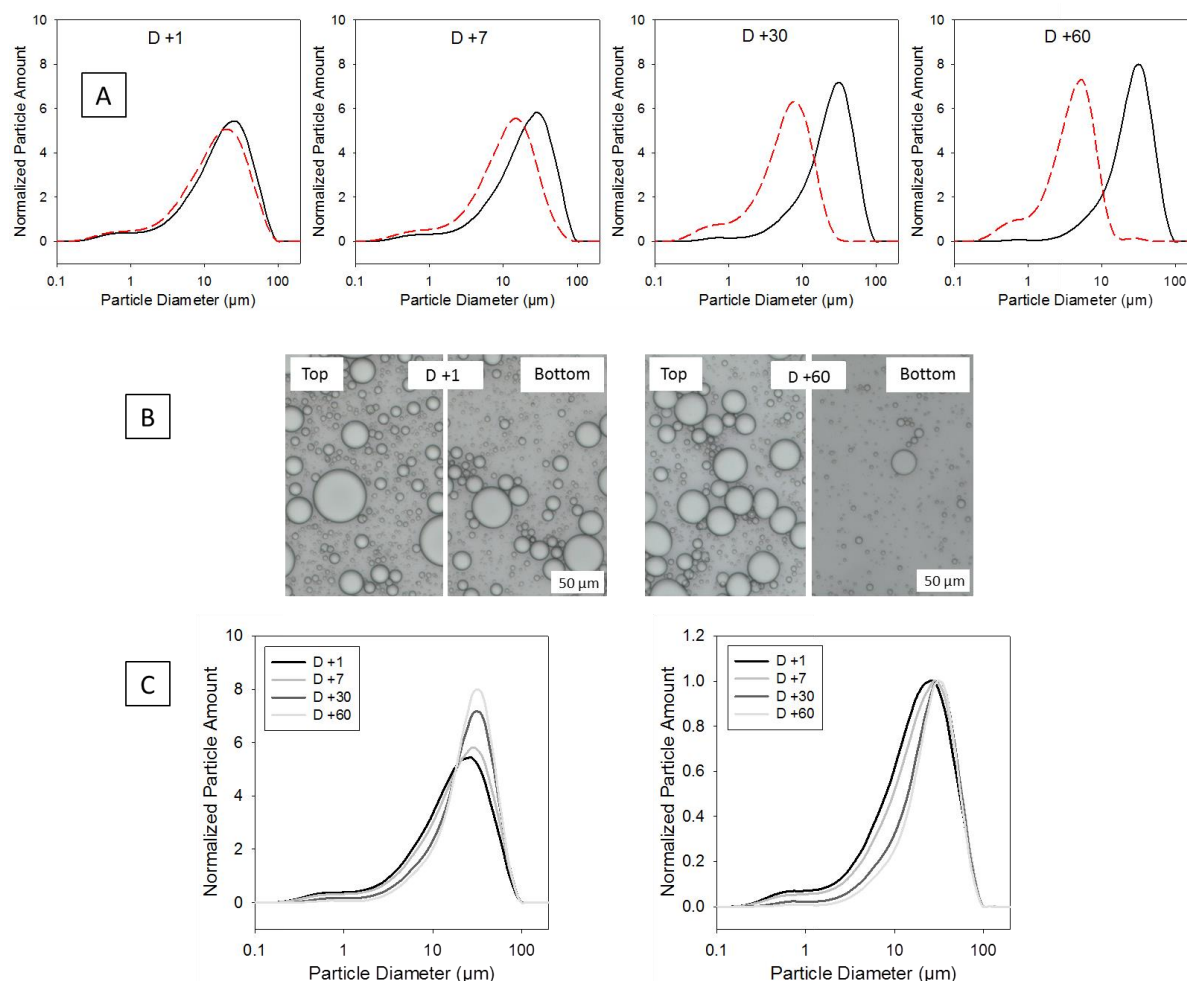 A
D +1
Normalized Particle Amount
10
8
6
4
2
0
0.1 1 10 100
Particle Diameter (µm)
D +7
Normalized Particle Amount
10
8
6
4
2
0
0.1 1 10 100
Particle Diameter (µm)
D +30
Normalized Particle Amount
10
8
6
4
2
0
0.1 1 10 100
Particle Diameter (µm)
D +60
Normalized Particle Amount
10
8
6
4
2
0
0.1 1 10 100
Particle Diameter (µm)
B
Top D +1 Bottom
50 µm
Top D +60 Bottom
50 µm
C
Normalized Particle Amount
10
8
6
4
2
0
D +1
D +7
D +30
D +60
0.1 1 10 100
Particle Diameter (µm)
Normalized Particle Amount
1.2
1.0
0.8
0.6
0.4
0.2
0.0
D +1
D +7
D +30
D +60
0.1 1 10 100
Particle Diameter (µm)